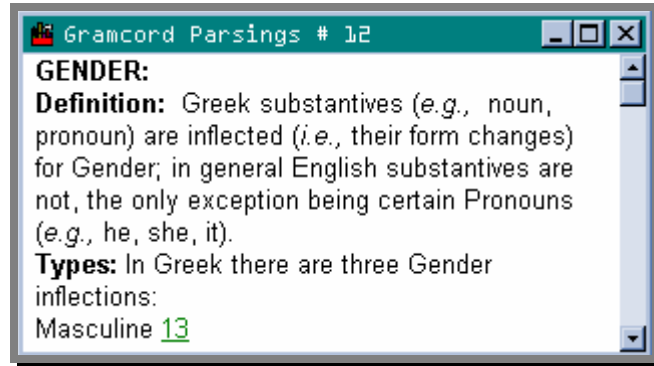 Gramcord Parsings # 12
GENDER:
Definition: Greek substantives (e.g., noun,
pronoun) are inflected (i.e., their form changes)
for Gender; in general English substantives are
not, the only exception being certain Pronouns
(e.g., he, she, it).
Types: In Greek there are three Gender
inflections:
Masculine 13